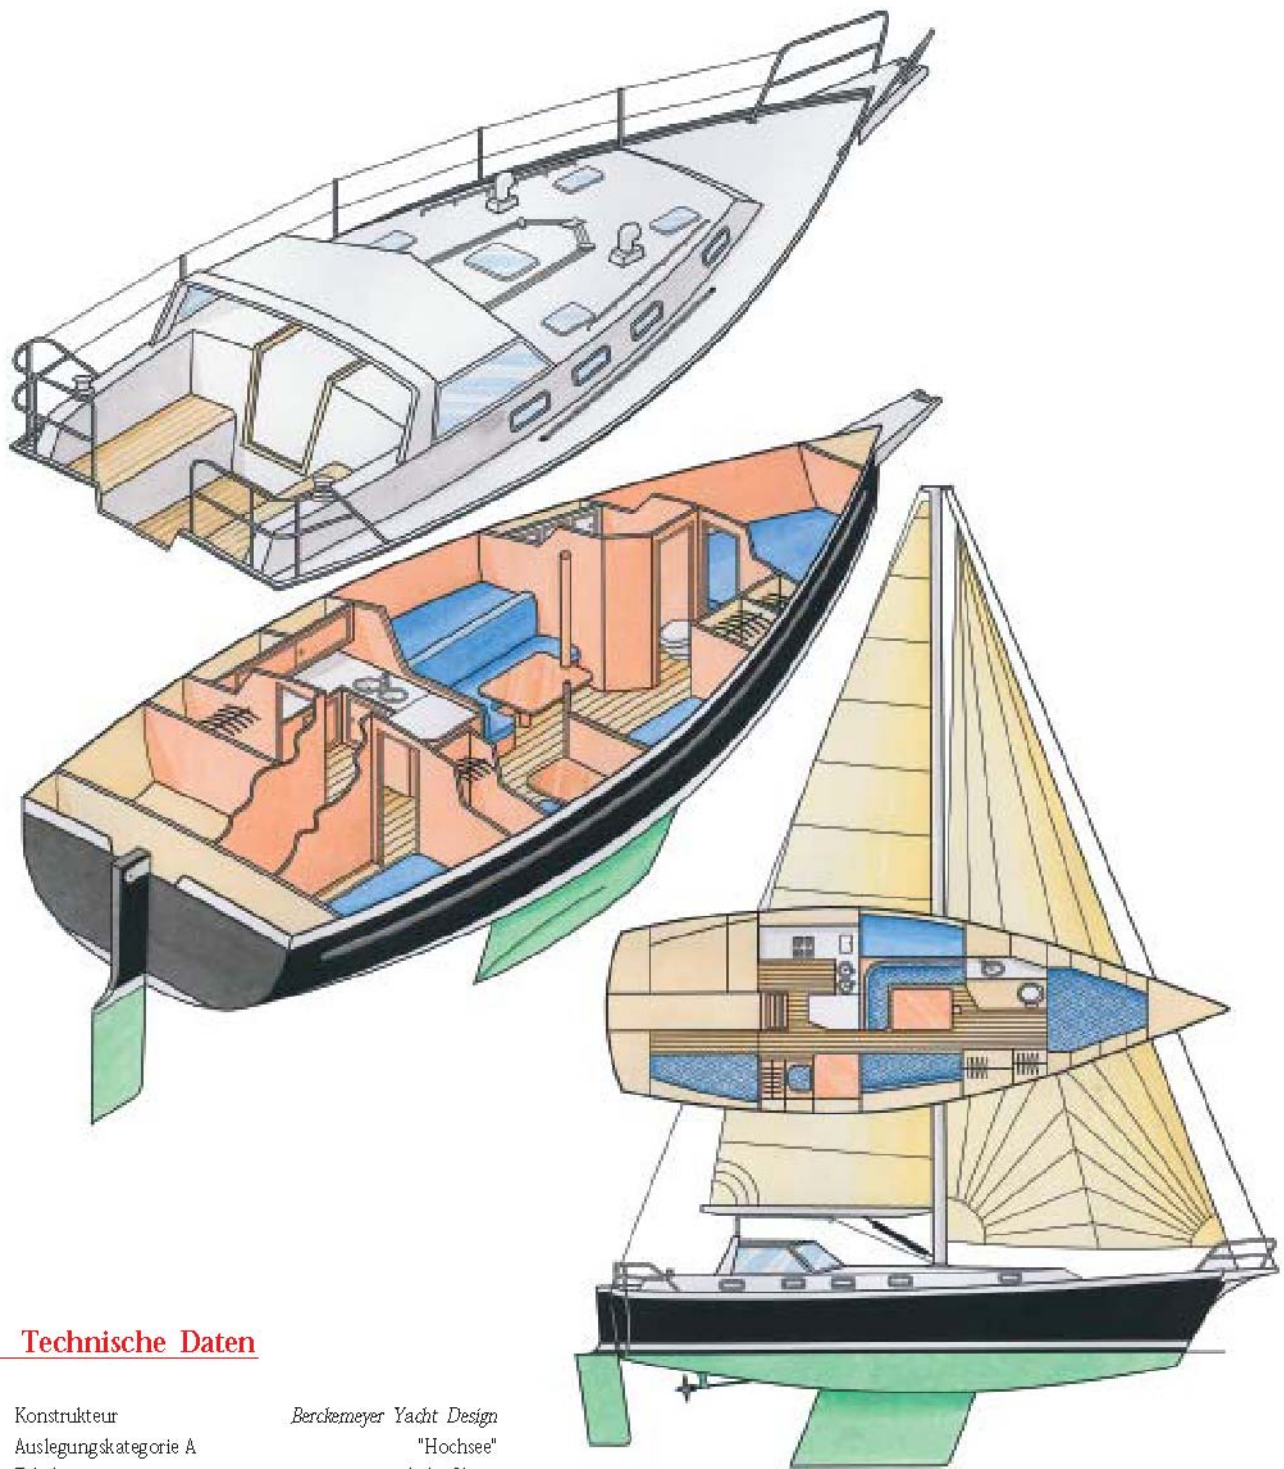 Technische Daten
Konstrukteur Berckemeyer Yacht Design
Auslegungskategorie A "Hochsee"